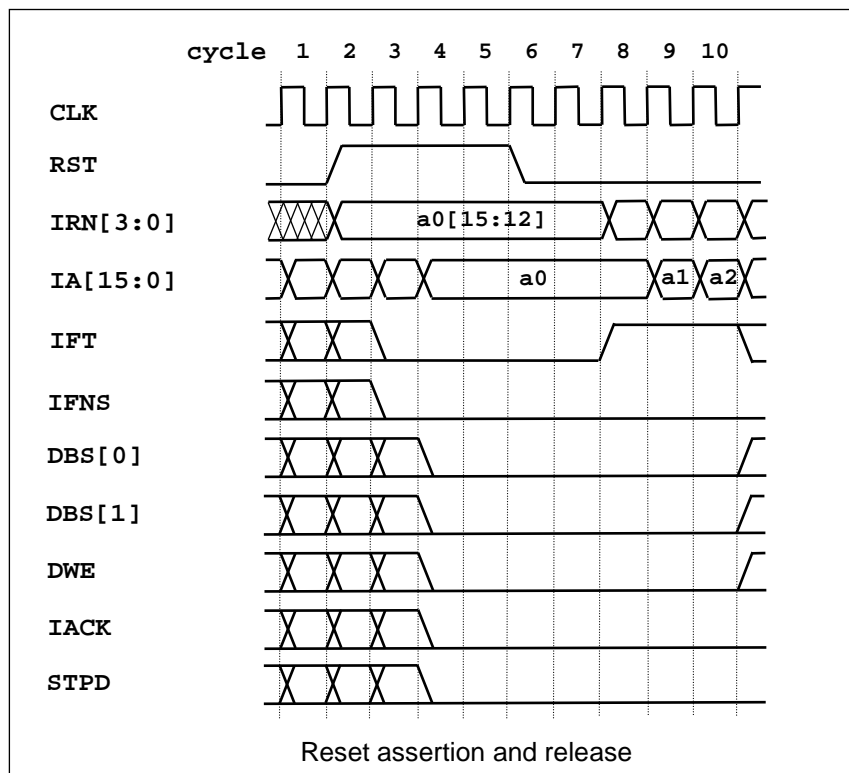 cycle 1 2 3 4 5 6 7 8 9 10
CLK
RST
IRN[3:0] a0[15:12]
IA[15:0] a0 a1 a2
IFT
IFNS
DBS[0]
DBS[1]
DWE
IACK
STPD
Reset assertion and release